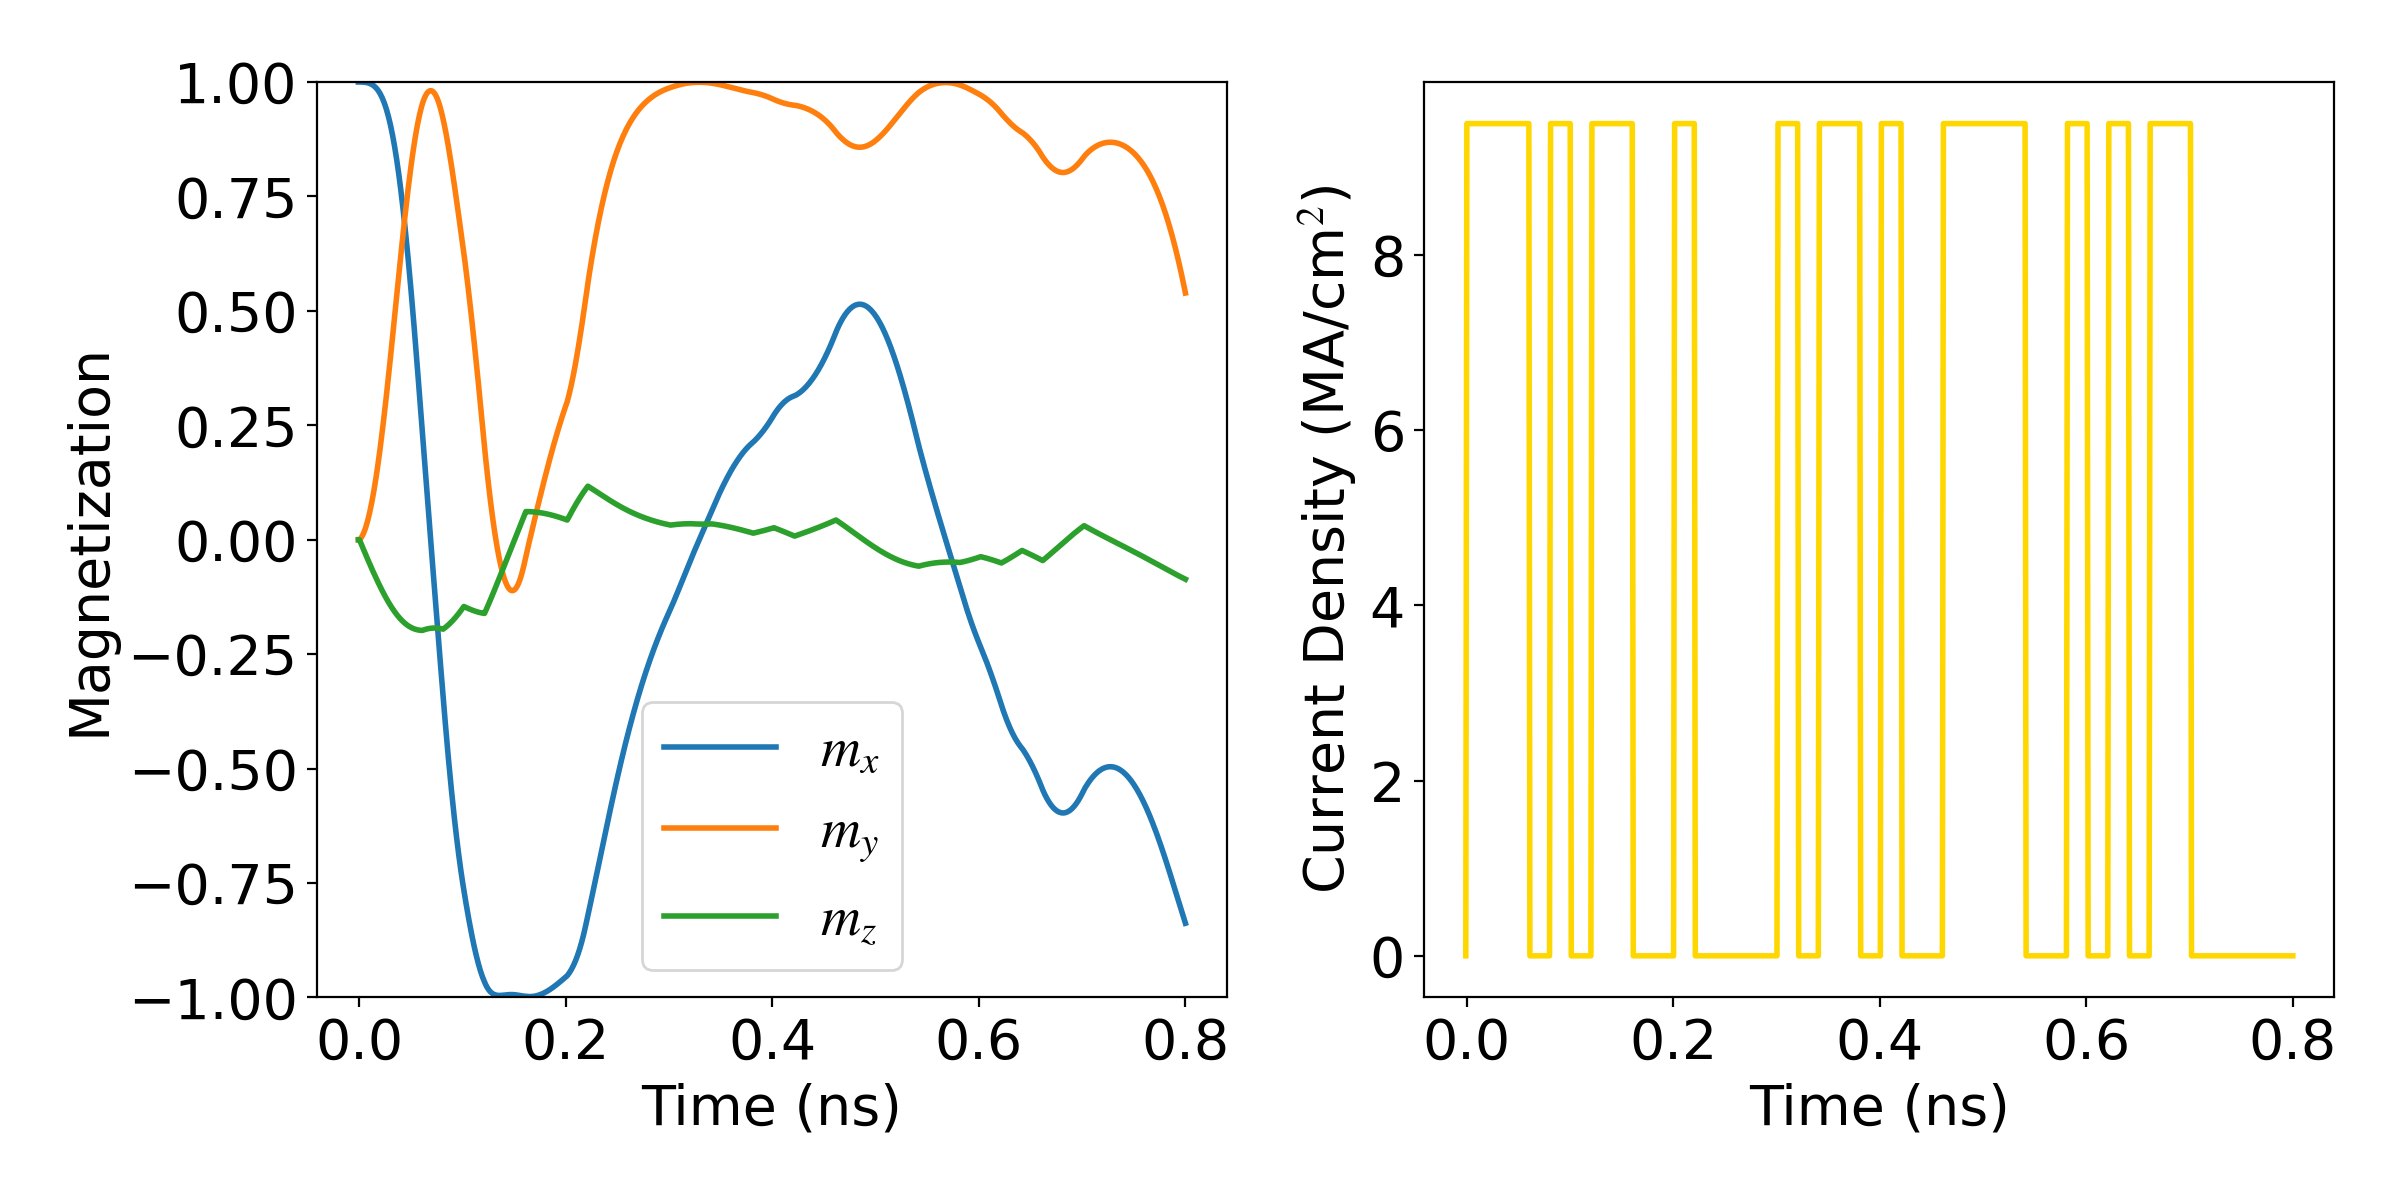 Magnetization
1.00
0.75
0.50
0.25
0.00
−0.25
−0.50
−0.75
−1.00
0.0 0.2 0.4 0.6 0.8
Time (ns)
m_x
m_y
m_z
Current Density (MA/cm²)
8
6
4
2
0
0.0 0.2 0.4 0.6 0.8
Time (ns)